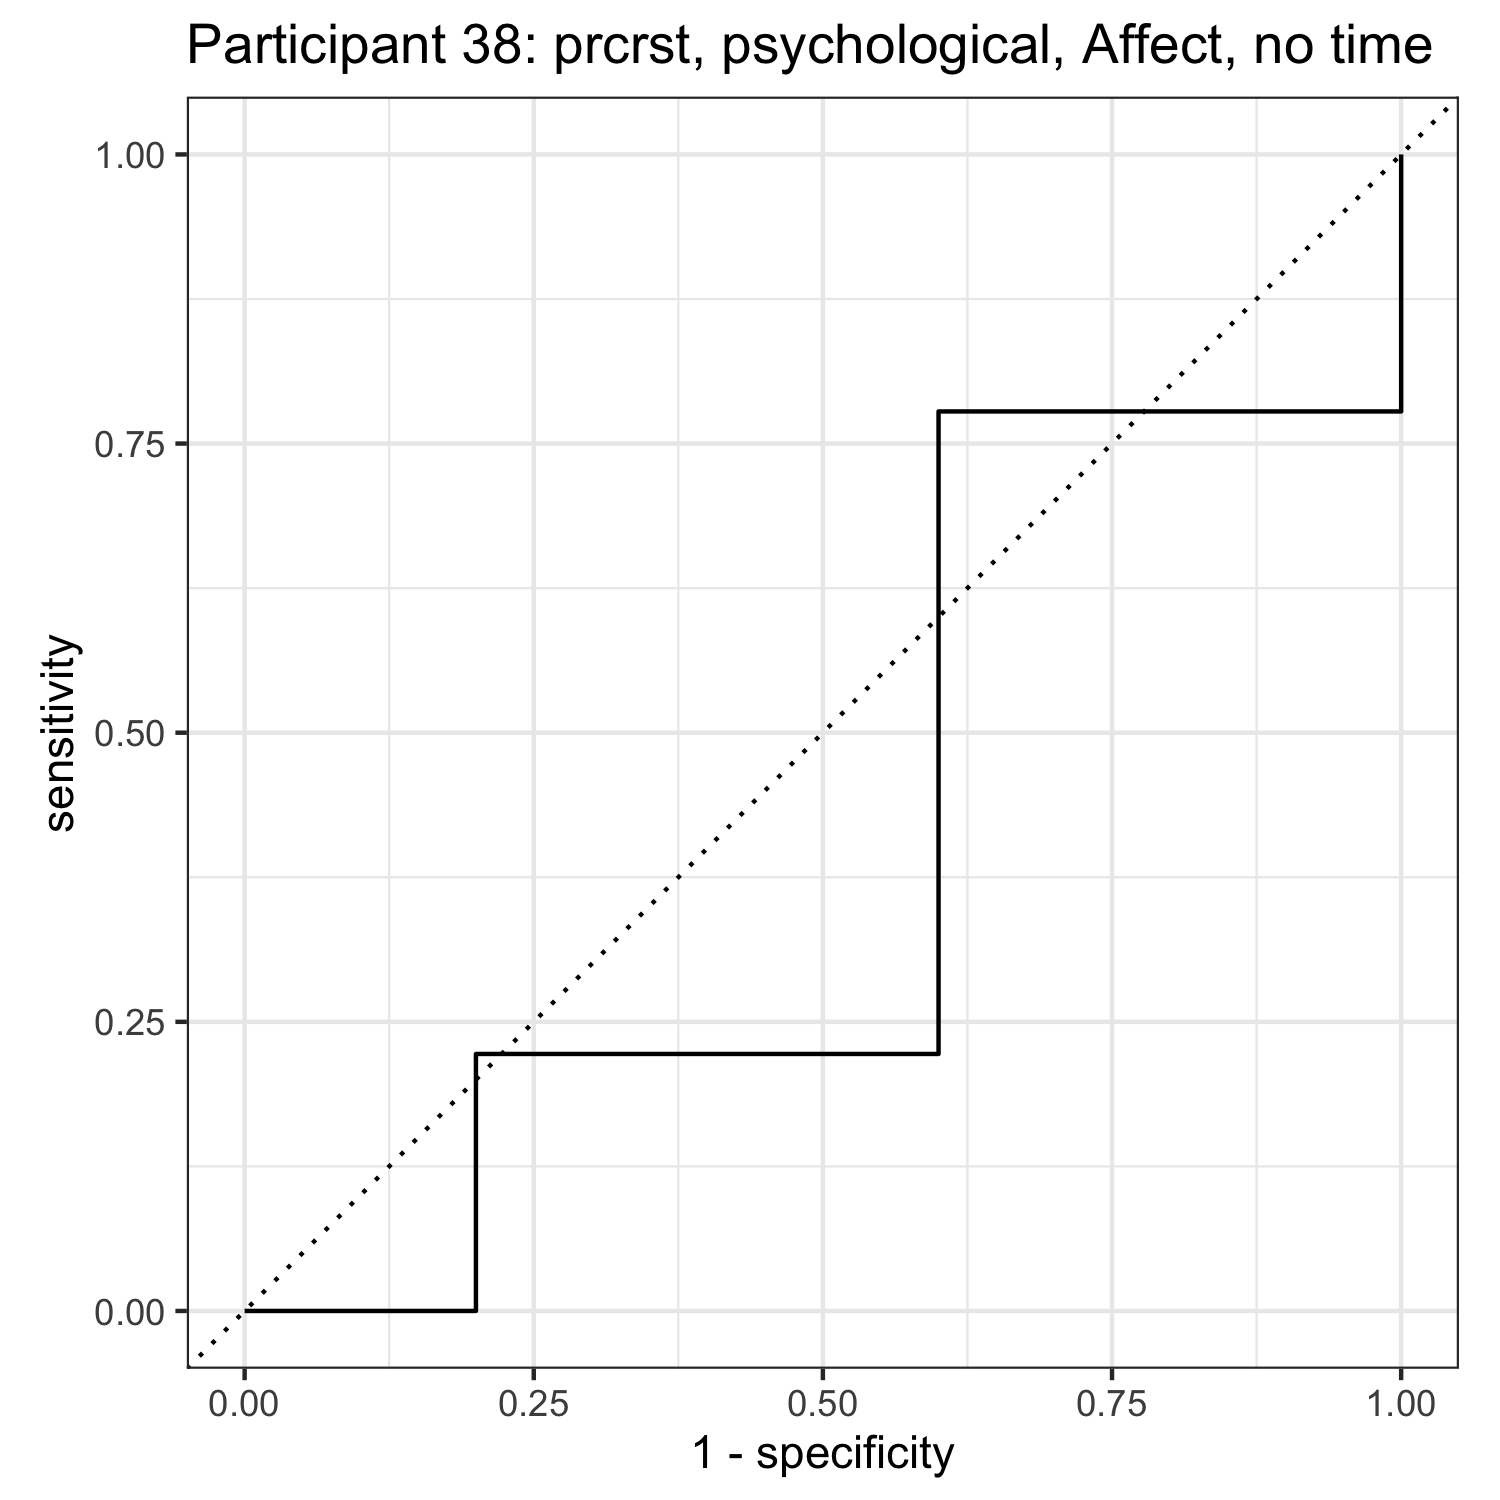 Participant 38: prcrst, psychological, Affect, no time
sensitivity
1.00
0.75
0.50
0.25
0.00
0.00 0.25 0.50 0.75 1.00
1 - specificity